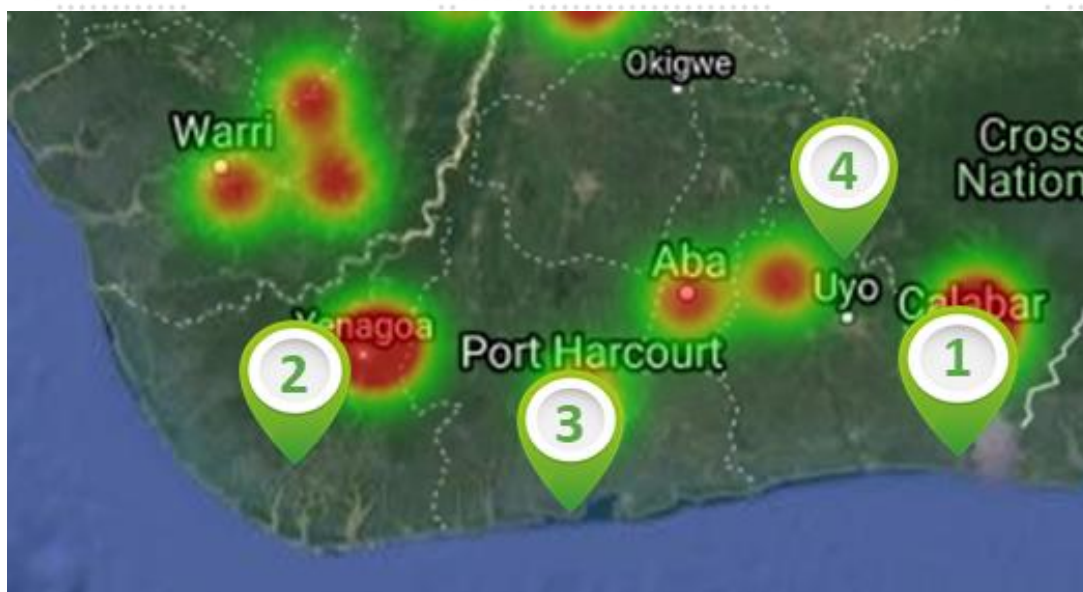 Okigwe
Warri
Cross
Nation
4
Aba
Uyo
Calabar
Yenagoa
Port Harcourt
2
1
3